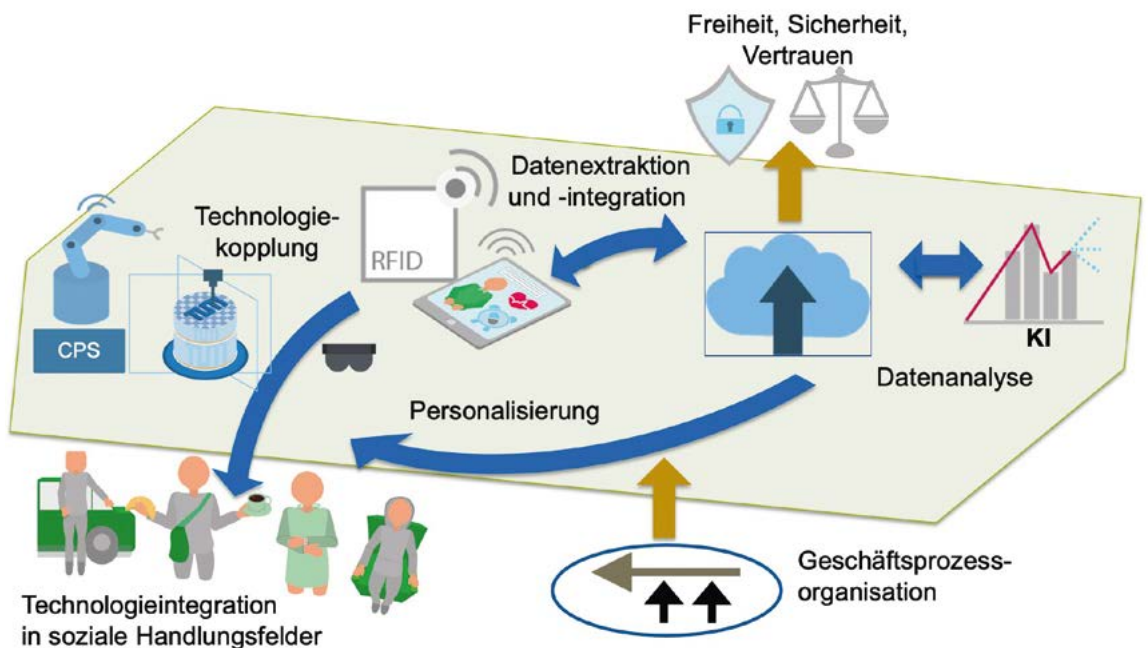 Freiheit, Sicherheit,
Vertrauen
Datenextraktion
und -integration
Technologie-
kopplung
RFID
CPS
TUM
KI
Datenanalyse
Personalisierung
Geschäftsprozess-
organisation
Technologieintegration
in soziale Handlungsfelder